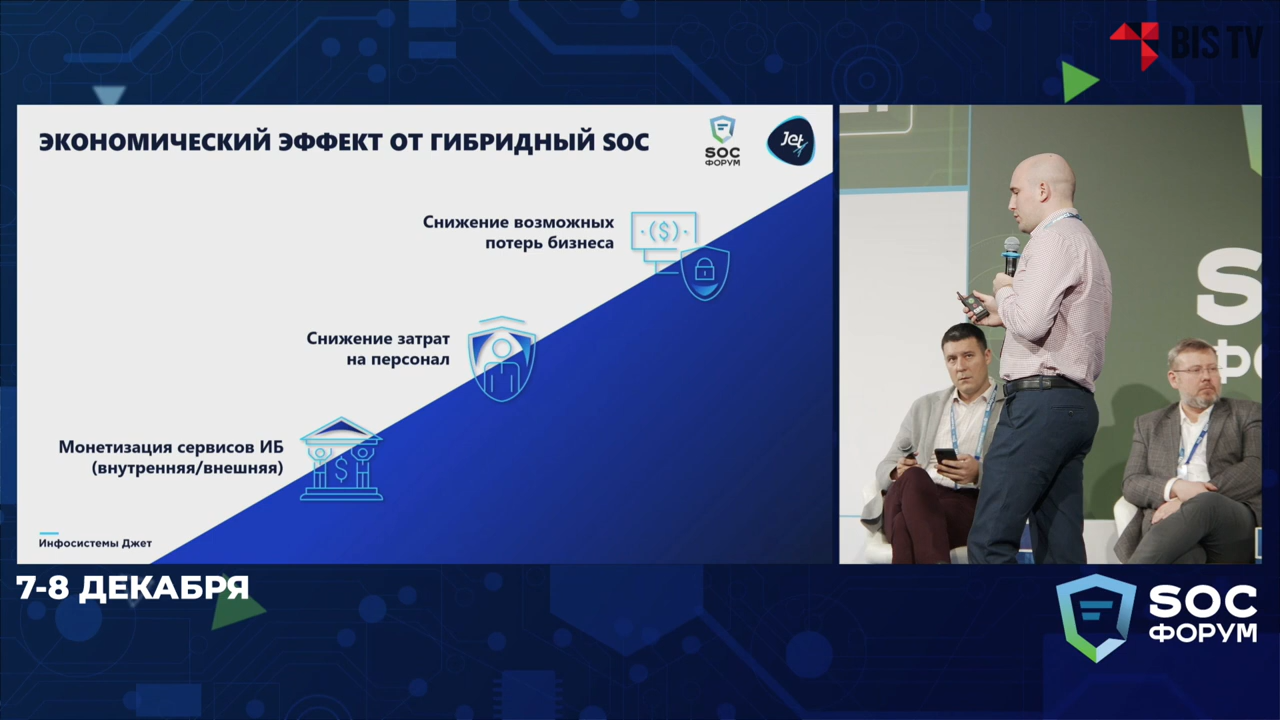 BIS TV
ЭКОНОМИЧЕСКИЙ ЭФФЕКТ ОТ ГИБРИДНЫЙ SOC
SOC
ФОРУМ
Jet
Снижение возможных
потерь бизнеса
Снижение затрат
на персонал
Монетизация сервисов ИБ
(внутренняя/внешняя)
Инфосистемы Джет
7-8 ДЕКАБРЯ
SOC
ФОРУМ